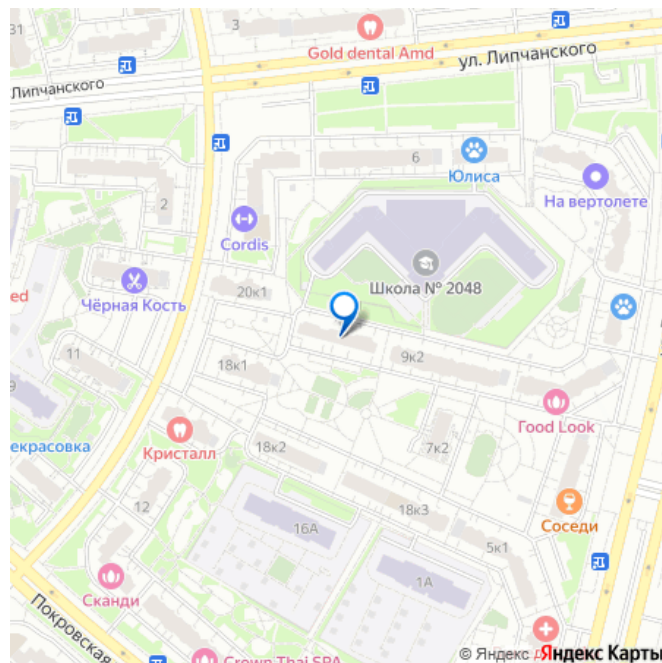 31
3
Gold dental Amd
ул. Липчанского
Липчанского
6
Юлиса
2
На вертолете
Cordis
Школа № 2048
ed
Чёрная Кость
20к1
11
18к1
9к2
9
Food Look
екрасовка
Кристалл
18к2
7к2
12
18к3
Соседи
16А
5к1
1А
Сканди
Покровская
Crown Thai SPA
© Яндекс
Яндекс Карты